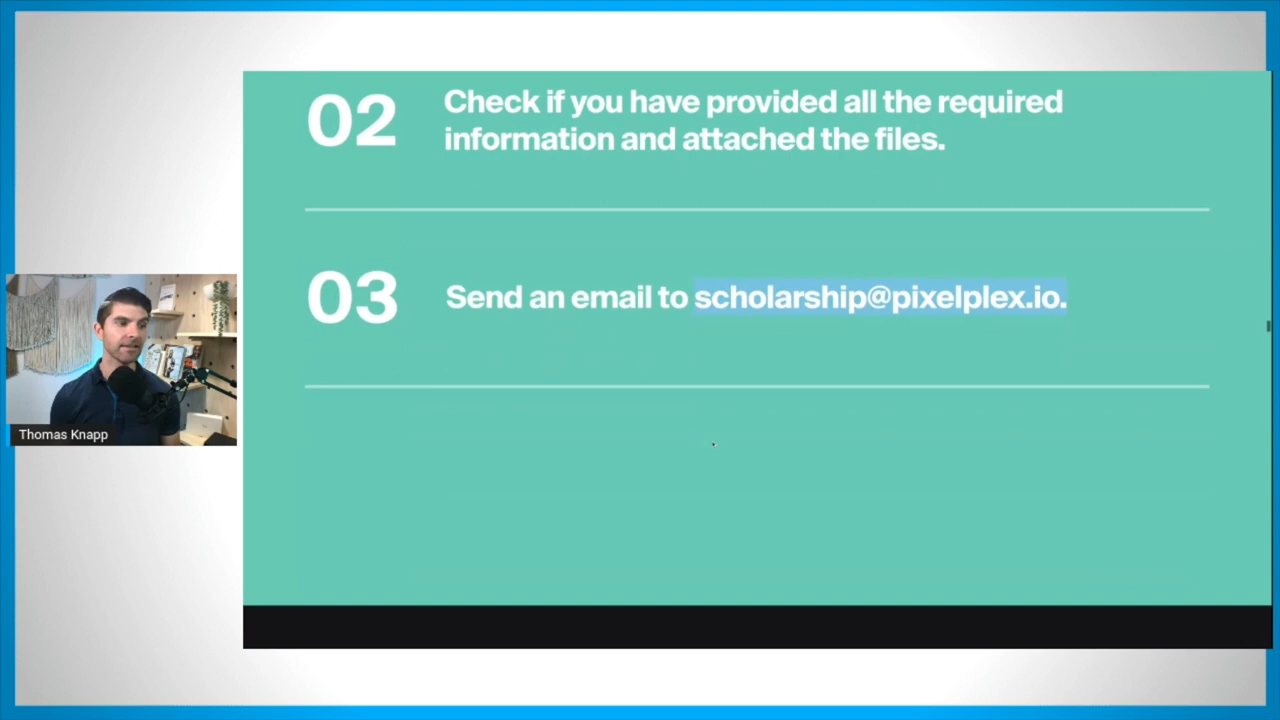 02
Check if you have provided all the required
information and attached the files.
03
Send an email to scholarship@pixelplex.io.
Thomas Knapp